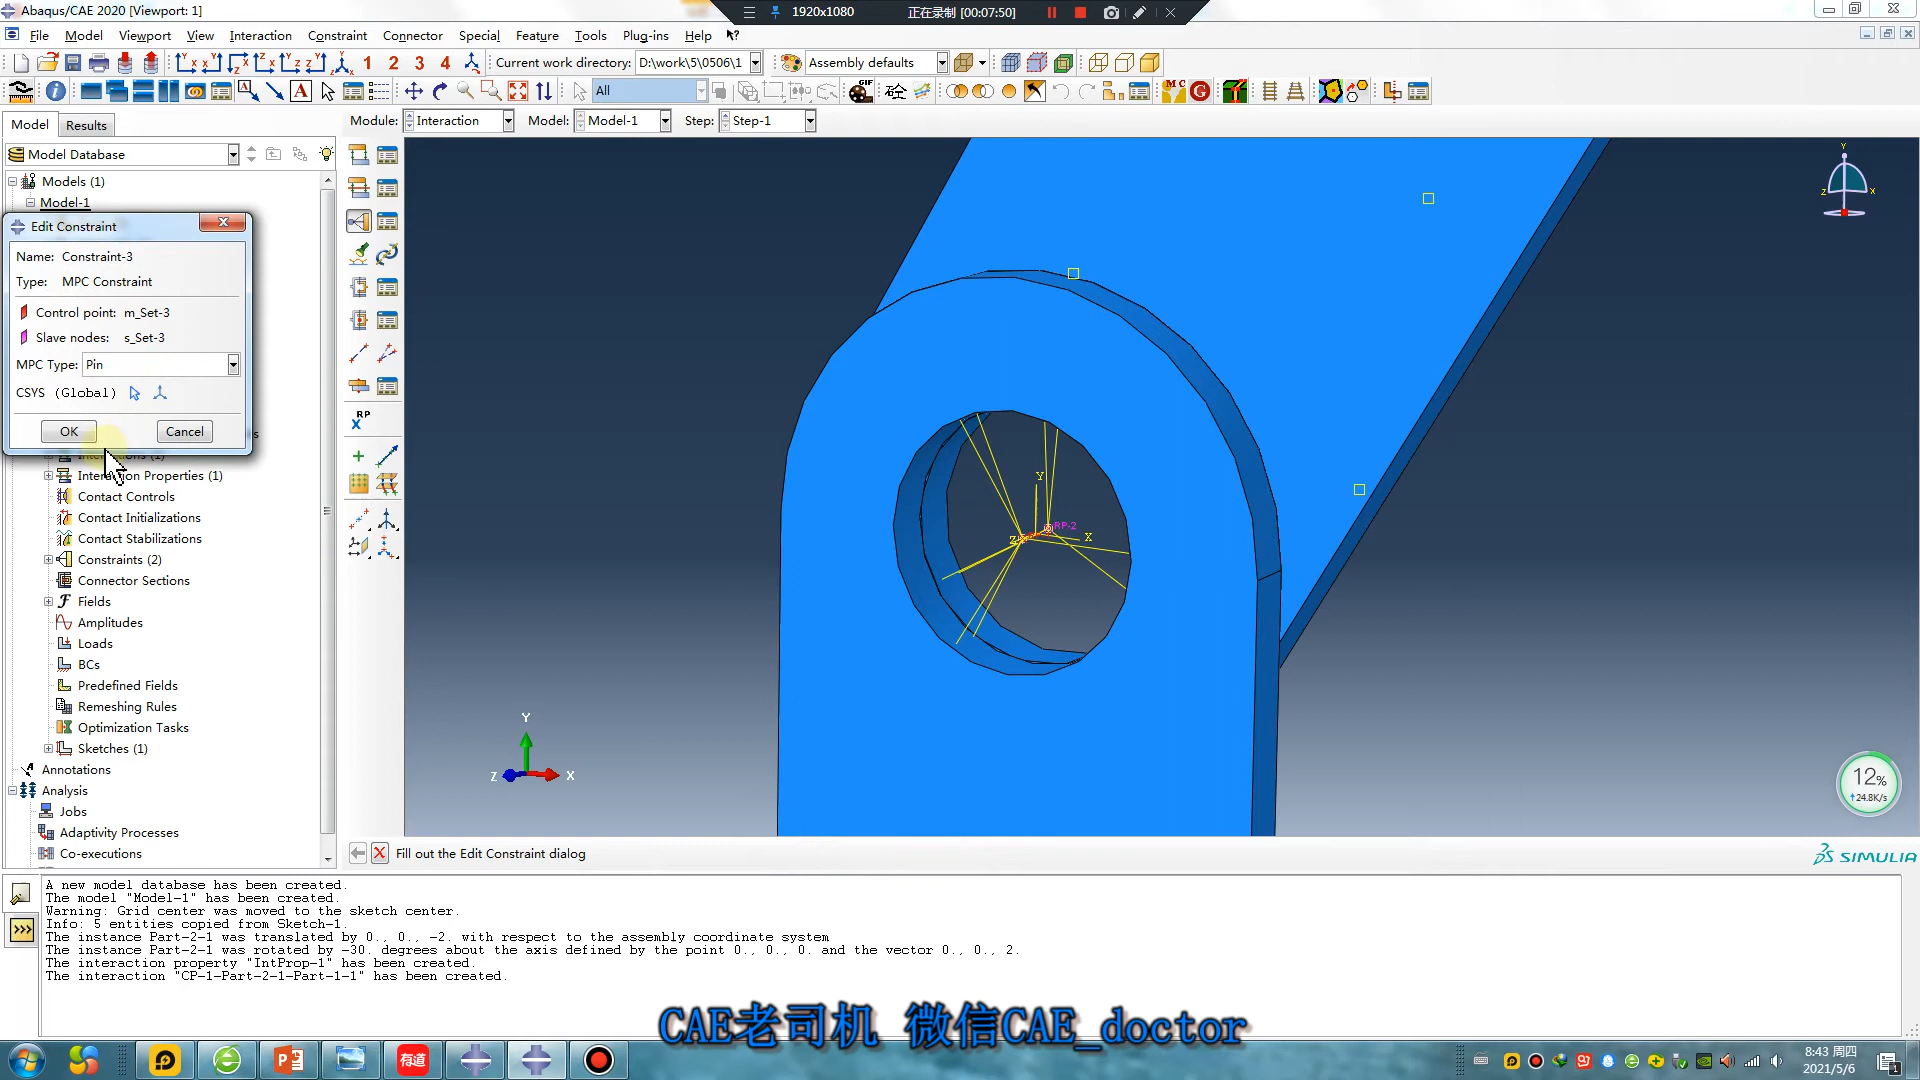 Abaqus/CAE 2020 [Viewport: 1]
1920x1080
正在录制 [00:07:50]
File Model Viewport View Interaction Constraint Connector Special Feature Tools Plug-ins Help
1 2 3 4
Current work directory: D:\work\5\0506\1
Assembly defaults
All
Model Results
Module: Interaction Model: Model-1 Step: Step-1
Model Database
Models (1)
Model-1
Edit Constraint
Name: Constraint-3
Type: MPC Constraint
Control point: m_Set-3
Slave nodes: s_Set-3
MPC Type: Pin
CSYS (Global)
OK Cancel
Interaction Properties (1)
Contact Controls
Contact Initializations
Contact Stabilizations
Constraints (2)
Connector Sections
Fields
Amplitudes
Loads
BCs
Predefined Fields
Remeshing Rules
Optimization Tasks
Sketches (1)
Annotations
Analysis
Jobs
Adaptivity Processes
Co-executions
RP
Y
X
Z
RP-2
Y
Z
X
Y
Z X
12%
24.8K/s
Fill out the Edit Constraint dialog
SIMULIA
A new model database has been created.
The model "Model-1" has been created.
Warning: Grid center was moved to the sketch center.
Info: 5 entities copied from Sketch-1.
The instance Part-2-1 was translated by 0., 0., -2. with respect to the assembly coordinate system
The instance Part-2-1 was rotated by -30. degrees about the axis defined by the point 0., 0., 0. and the vector 0., 0., 2.
The interaction property "IntProp-1" has been created.
The interaction "CP-1-Part-2-1-Part-1-1" has been created.
CAE老司机 微信CAE_doctor
有道
8:43 周四
2021/5/6